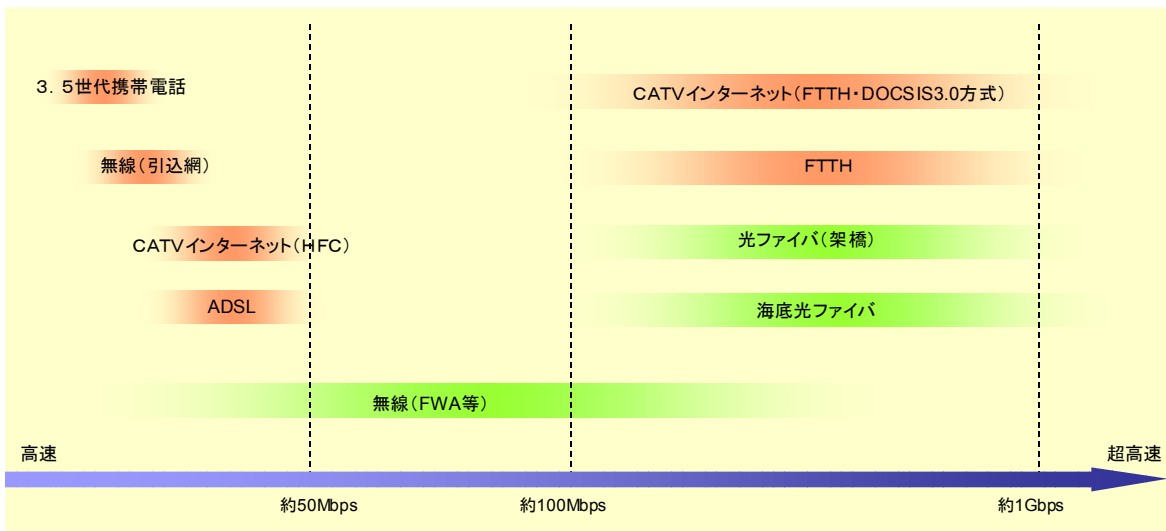 3．5世代携帯電話
CATVインターネット（FTTH・DOCSIS3.0方式）
無線（引込網）
FTTH
CATVインターネット（HFC）
光ファイバ（架橋）
ADSL
海底光ファイバ
無線（FWA等）
高速
超高速
約50Mbps
約100Mbps
約1Gbps